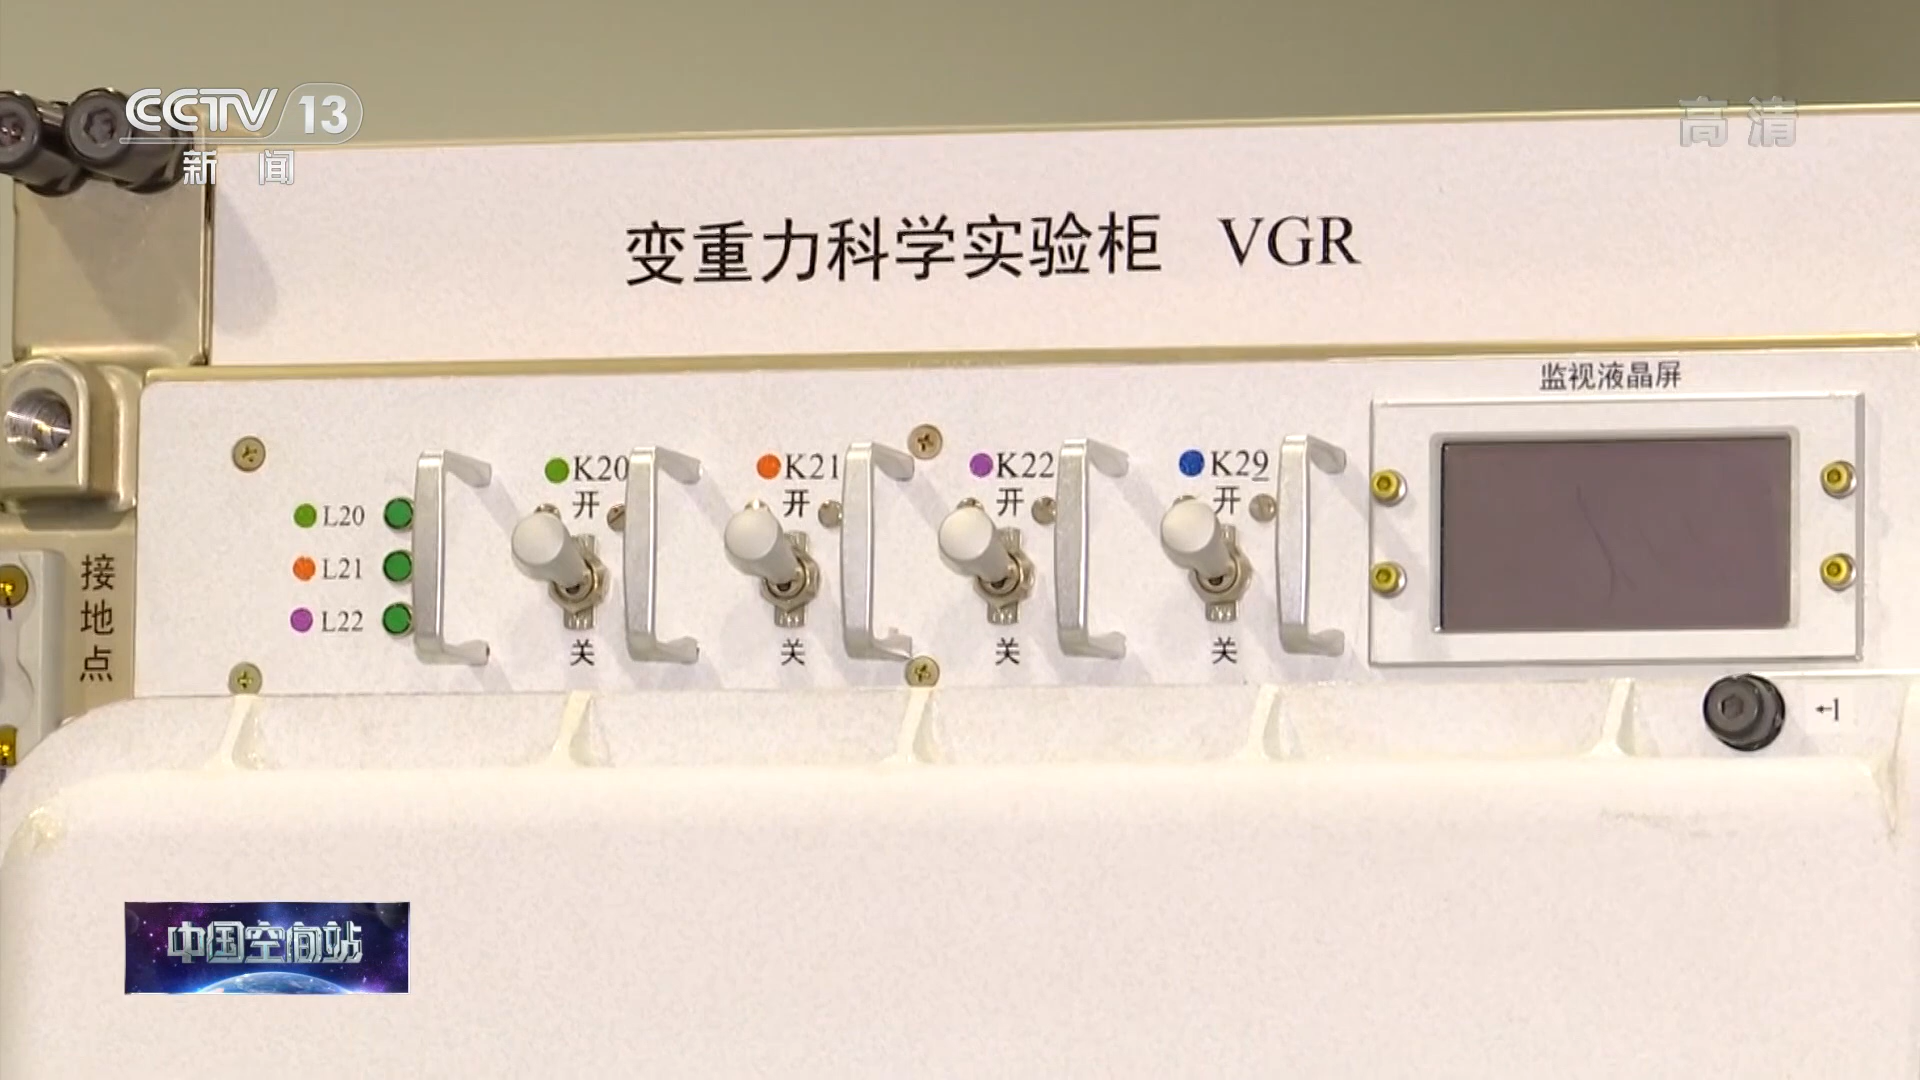 CCTV 13
新闻
高清
变重力科学实验柜 VGR
监视液晶屏
K20
开
关
K21
开
关
K22
开
关
K29
开
关
L20
L21
L22
接地点
中国空间站